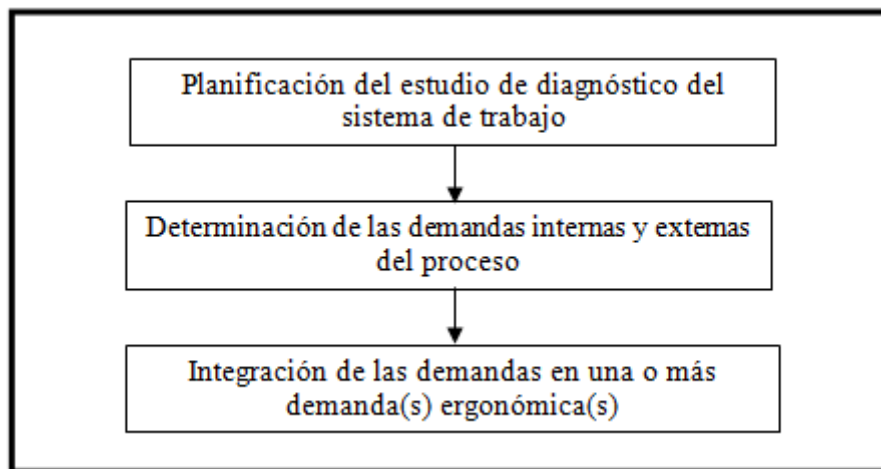 Planificación del estudio de diagnóstico del
sistema de trabajo
Determinación de las demandas internas y externas
del proceso
Integración de las demandas en una o más
demanda(s) ergonómica(s)